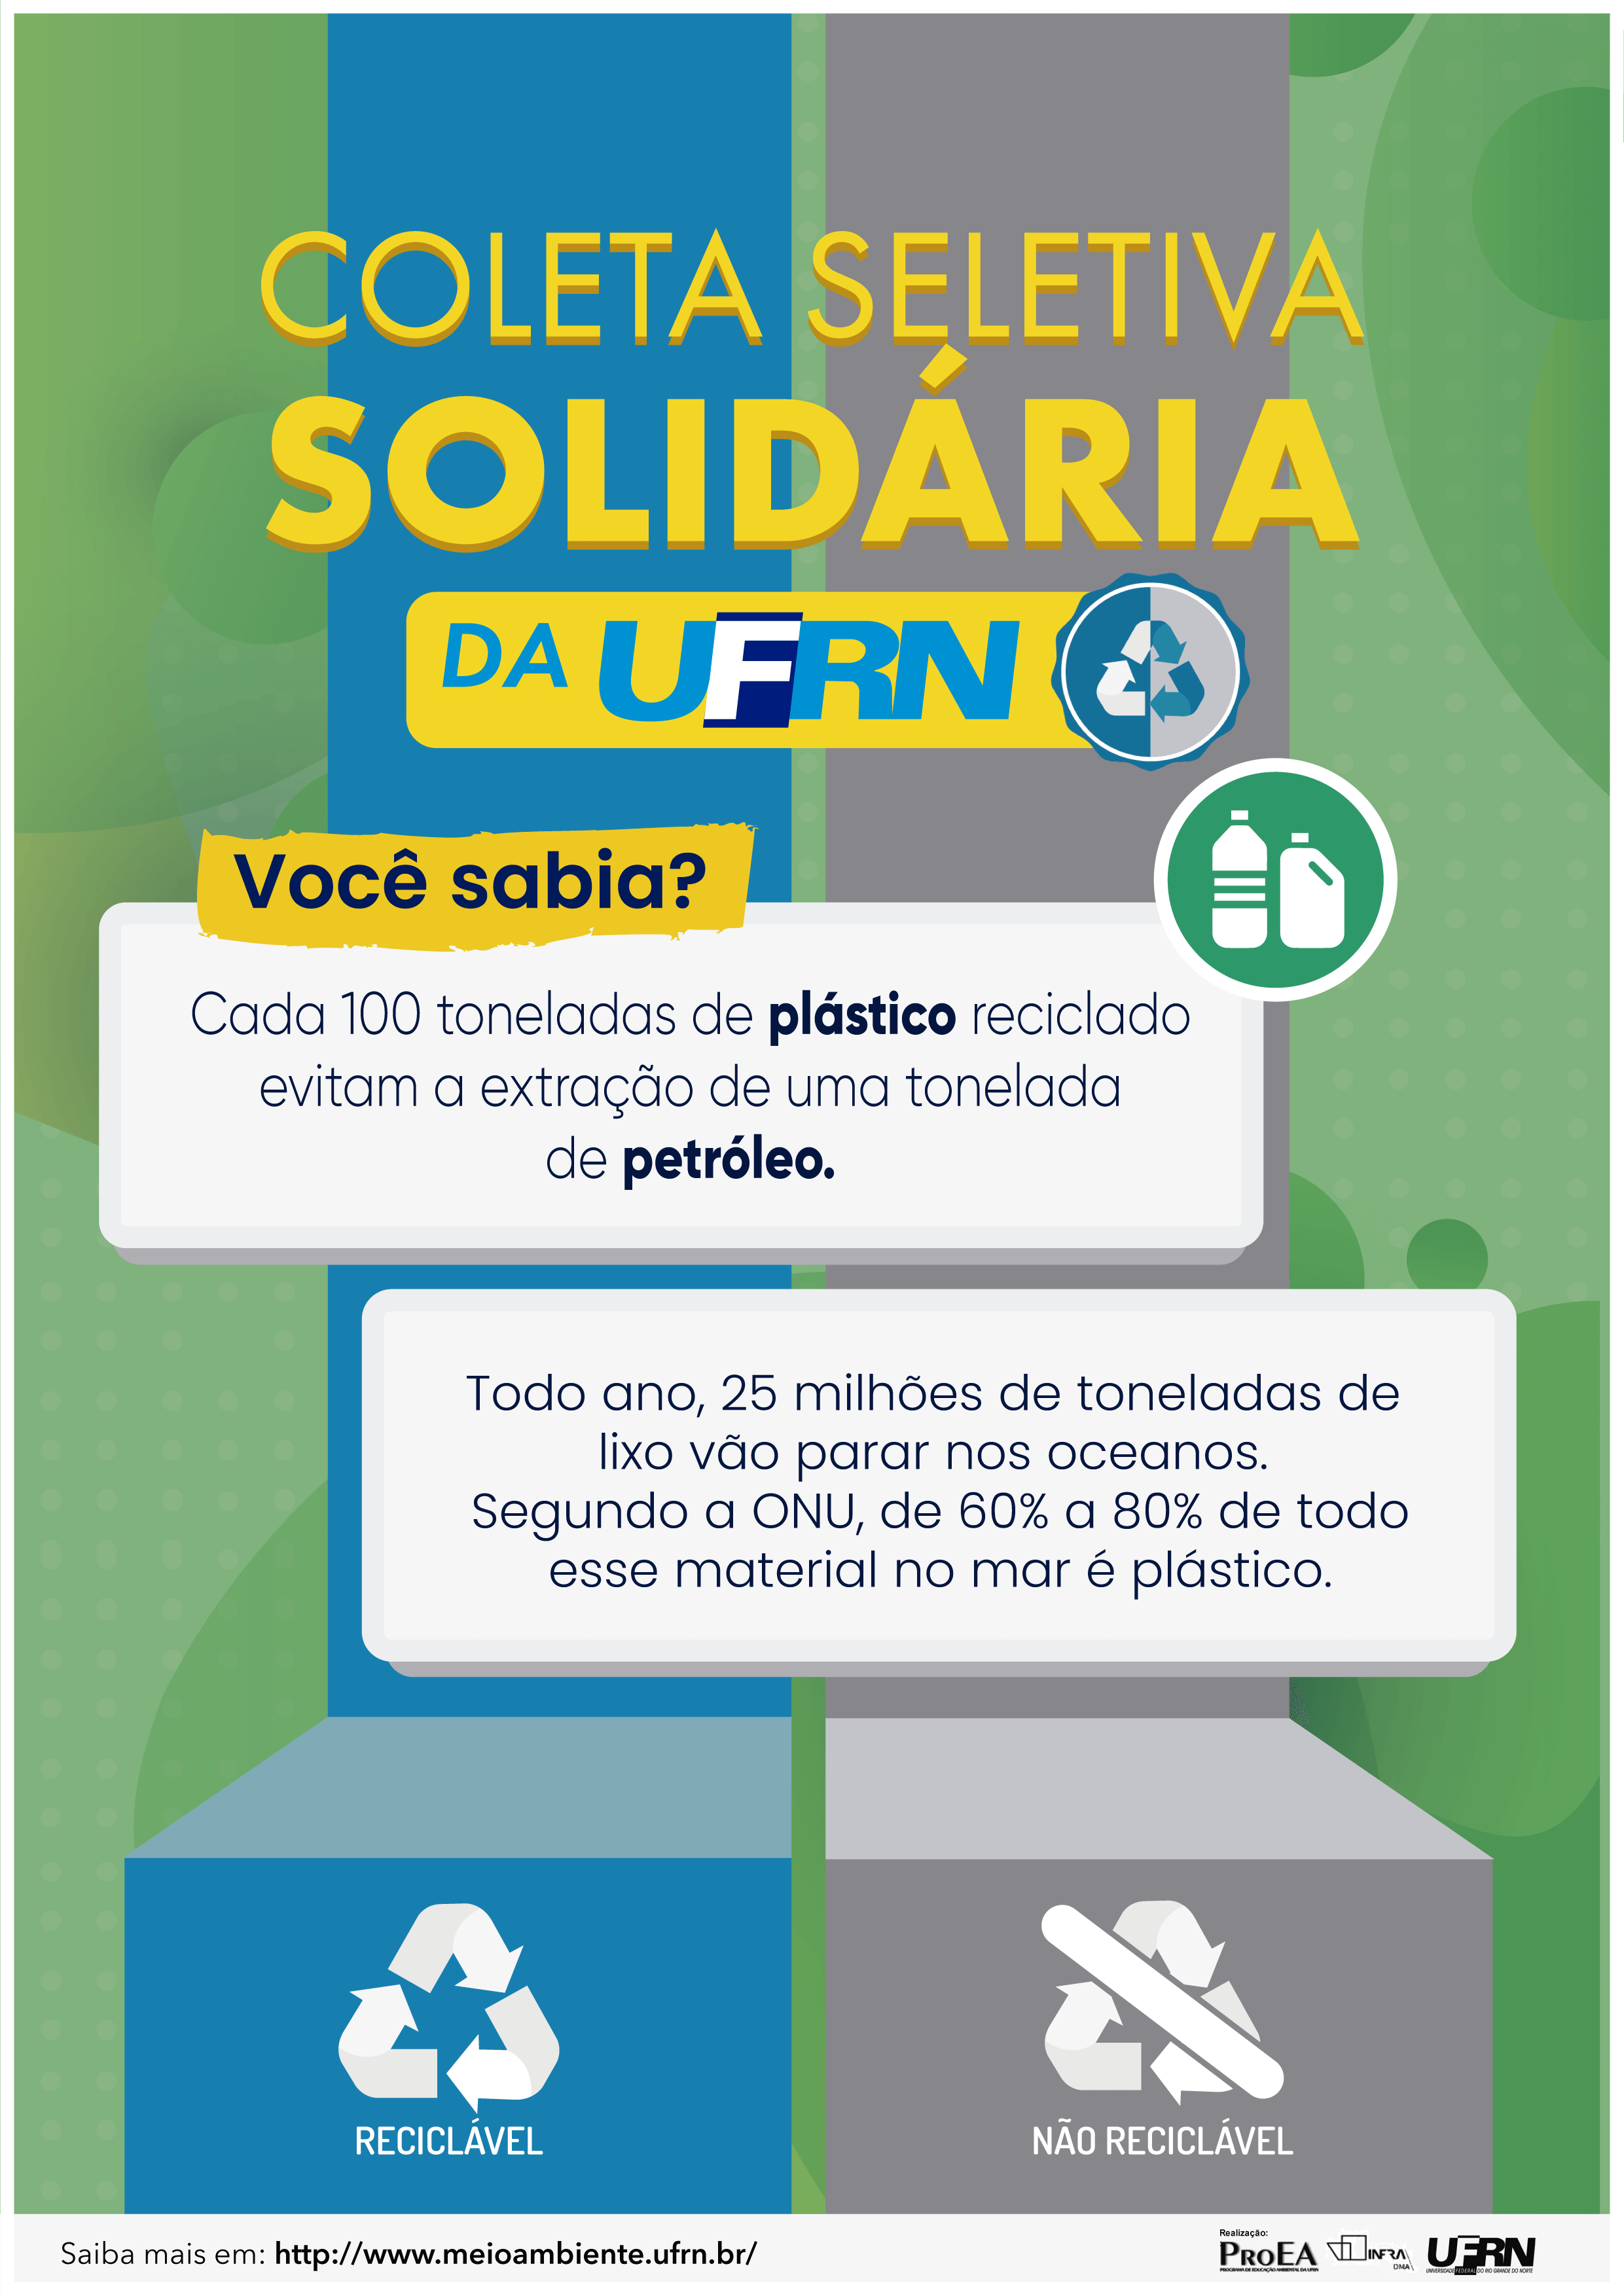 COLETA SELETIVA
SOLIDÁRIA
DA UFRN
Você sabia?
Cada 100 toneladas de plástico reciclado
evitam a extração de uma tonelada
de petróleo.
Todo ano, 25 milhões de toneladas de
lixo vão parar nos oceanos.
Segundo a ONU, de 60% a 80% de todo
esse material no mar é plástico.
RECICLÁVEL
NÃO RECICLÁVEL
Saiba mais em: http://www.meioambiente.ufrn.br/
Realização:
PROEA
PROGRAMA DE EDUCAÇÃO AMBIENTAL DA UFRN
INFRA
DMA
UFRN
UNIVERSIDADE FEDERAL DO RIO GRANDE DO NORTE